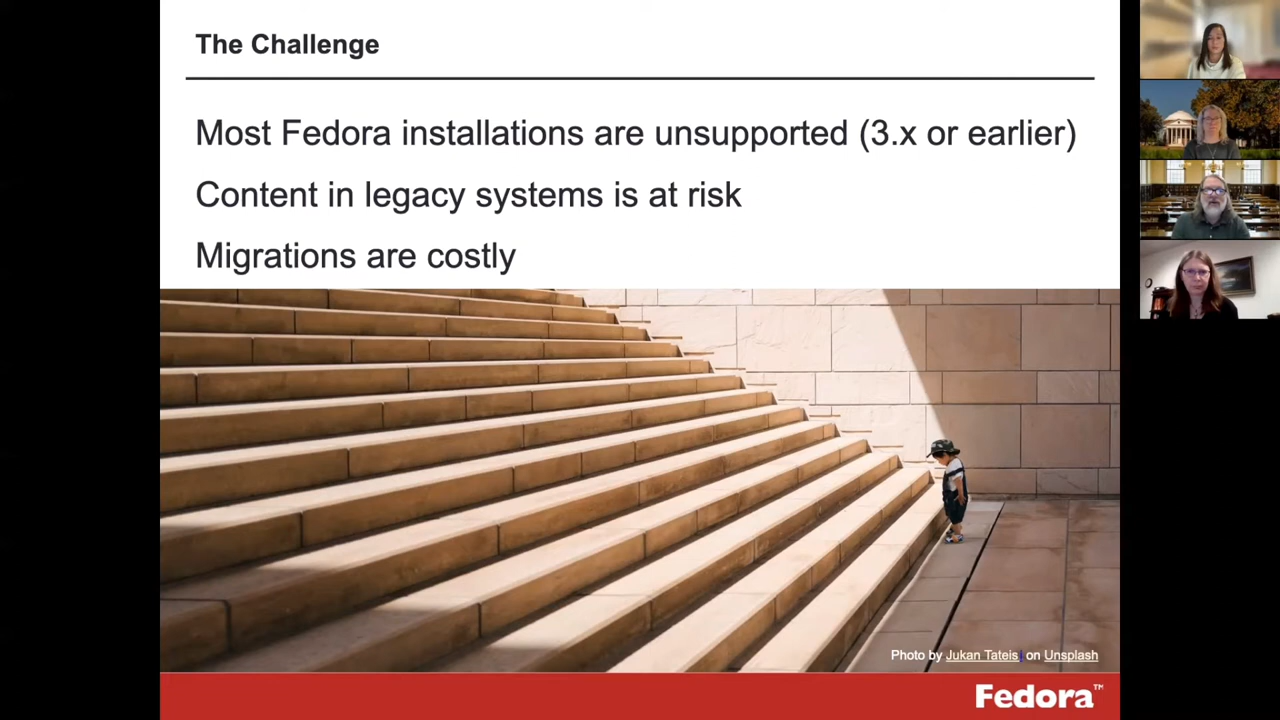 The Challenge
Most Fedora installations are unsupported (3.x or earlier)
Content in legacy systems is at risk
Migrations are costly
Photo by Jukan Tateis on Unsplash
Fedora™